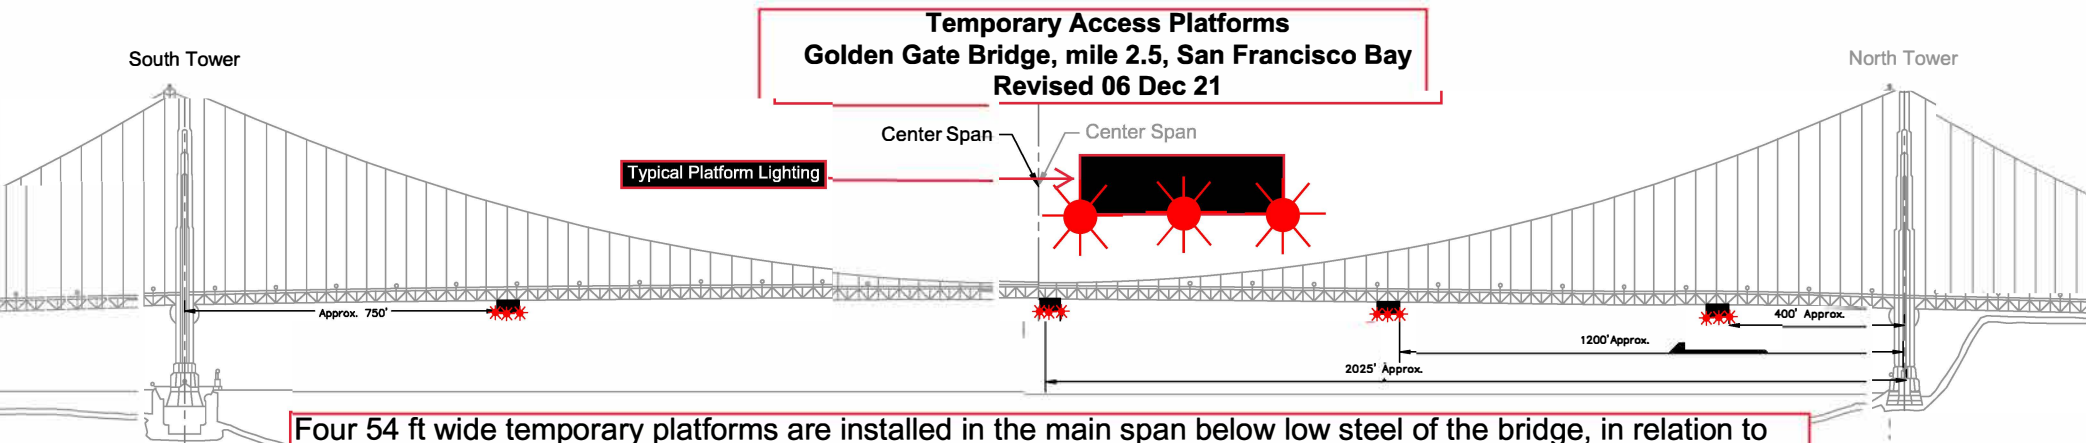 Temporary Access Platforms
Golden Gate Bridge, mile 2.5, San Francisco Bay
Revised 06 Dec 21
South Tower
North Tower
Center Span
Center Span
Typical Platform Lighting
Approx. 750'
400' Approx.
1200'Approx.
2025' Approx.
Four 54 ft wide temporary platforms are installed in the main span below low steel of the bridge, in relation to